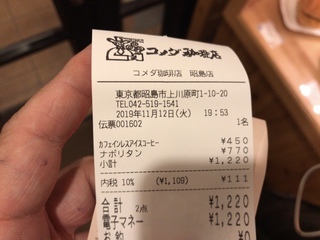 コメダ珈琲店
コメダ珈琲店 昭島店
東京都昭島市上川原町1-10-20
TEL042-519-1541
2019年11月12日(火) 19:53
伝票001602 1名
カフェインレスアイスコーヒー ¥450
ナポリタン ¥770
小計 ¥1,220
内税 10% (¥1,109) ¥111
合計 2点 ¥1,220
電子マネー ¥1,220
お釣 ¥0